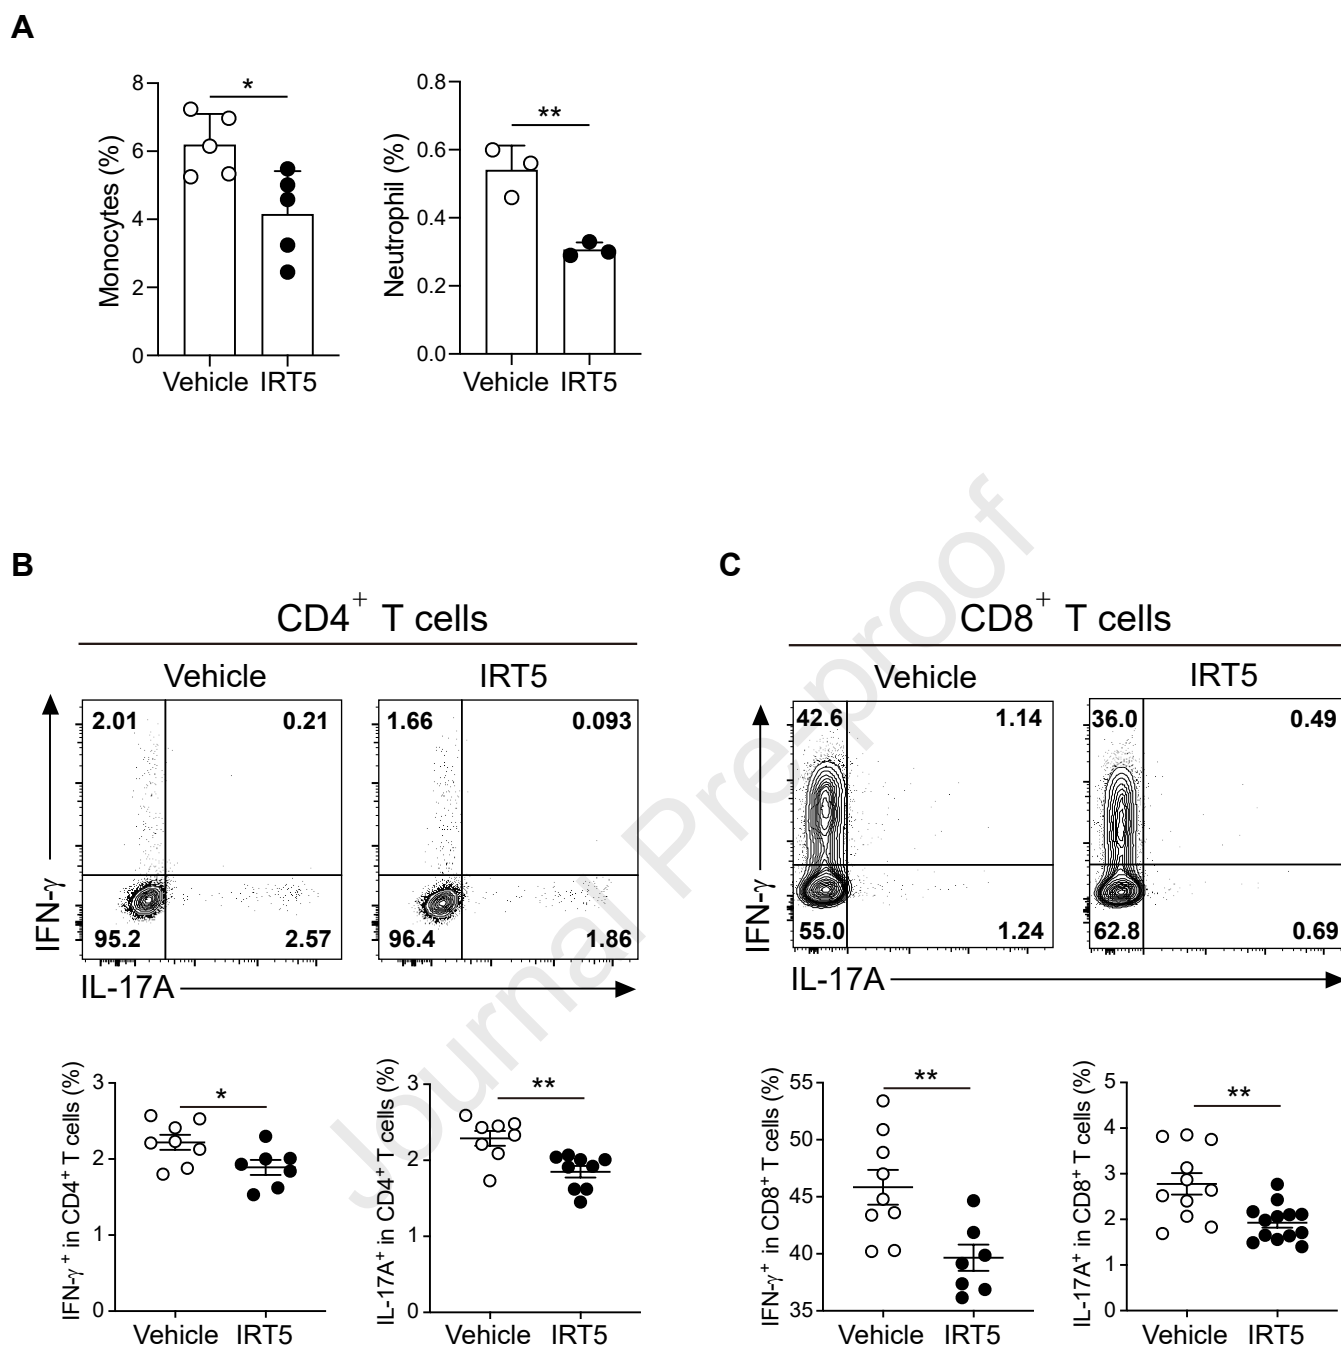 A
8
6
4
2
0
Monocytes (%)
*
Vehicle IRT5
0.8
0.6
0.4
0.2
0.0
Neutrophil (%)
**
Vehicle IRT5
B
CD4+ T cells
Vehicle IRT5
2.01 0.21
95.2 2.57
1.66 0.093
96.4 1.86
IFN-γ
IL-17A
3
2
1
0
IFN-γ+ in CD4+ T cells (%)
*
Vehicle IRT5
3
2
1
0
IL-17A+ in CD4+ T cells (%)
**
Vehicle IRT5
C
CD8+ T cells
Vehicle IRT5
42.6 1.14
55.0 1.24
36.0 0.49
62.8 0.69
IFN-γ
IL-17A
55
50
45
40
35
IFN-γ+ in CD8+ T cells (%)
**
Vehicle IRT5
5
4
3
2
1
0
IL-17A+ in CD8+ T cells (%)
**
Vehicle IRT5
Journal Pre-proof